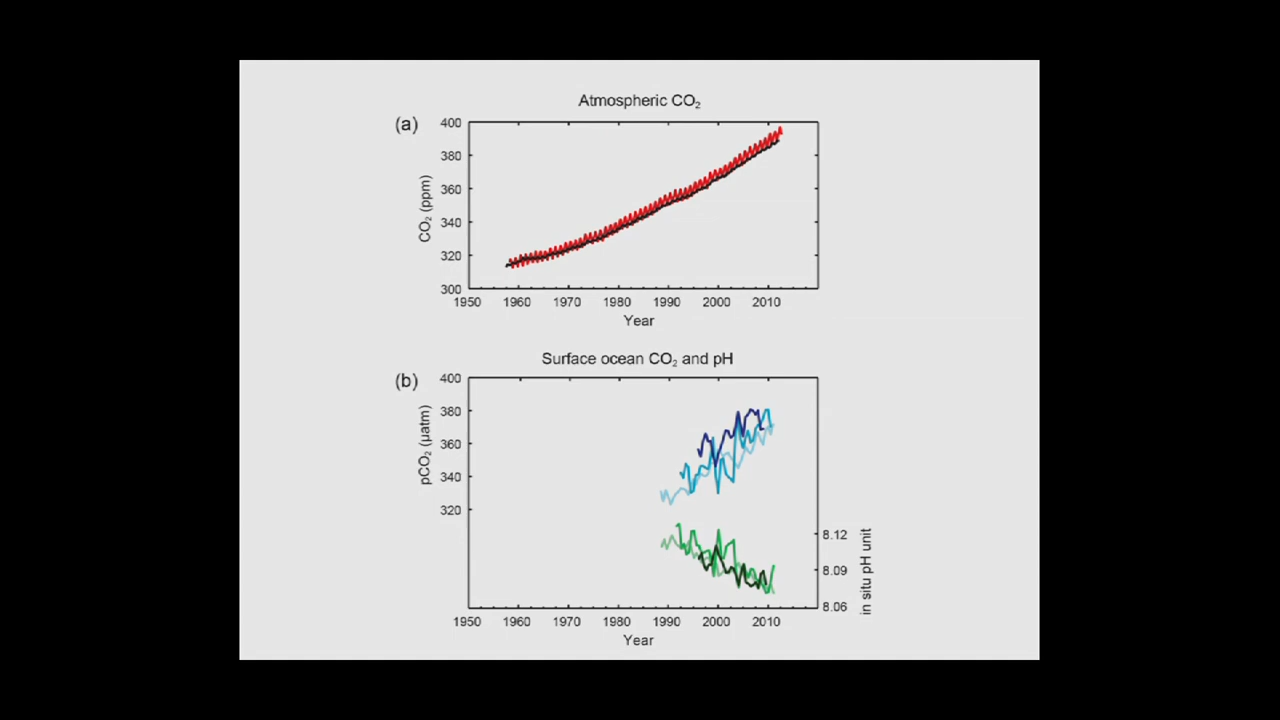 Atmospheric CO₂
(a)
400
380
360
340
320
300
CO₂ (ppm)
1950 1960 1970 1980 1990 2000 2010
Year
Surface ocean CO₂ and pH
(b)
400
380
360
340
320
pCO₂ (µatm)
8.12
8.09
8.06
in situ pH unit
1950 1960 1970 1980 1990 2000 2010
Year